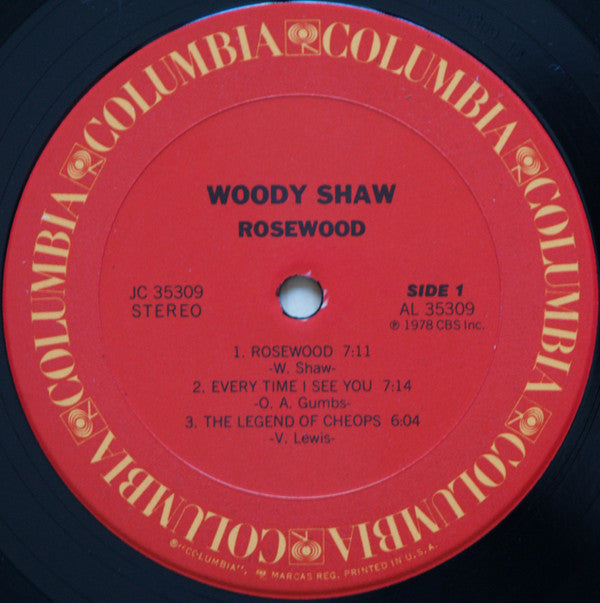 COLUMBIA COLUMBIA COLUMBIA COLUMBIA COLUMBIA COLUMBIA
WOODY SHAW
ROSEWOOD
JC 35309
STEREO
SIDE 1
AL 35309
℗ 1978 CBS Inc.
1. ROSEWOOD 7:11
-W. Shaw-
2. EVERY TIME I SEE YOU 7:14
-O. A. Gumbs-
3. THE LEGEND OF CHEOPS 6:04
-V. Lewis-
®"COLUMBIA", MARCAS REG. PRINTED IN U.S.A.